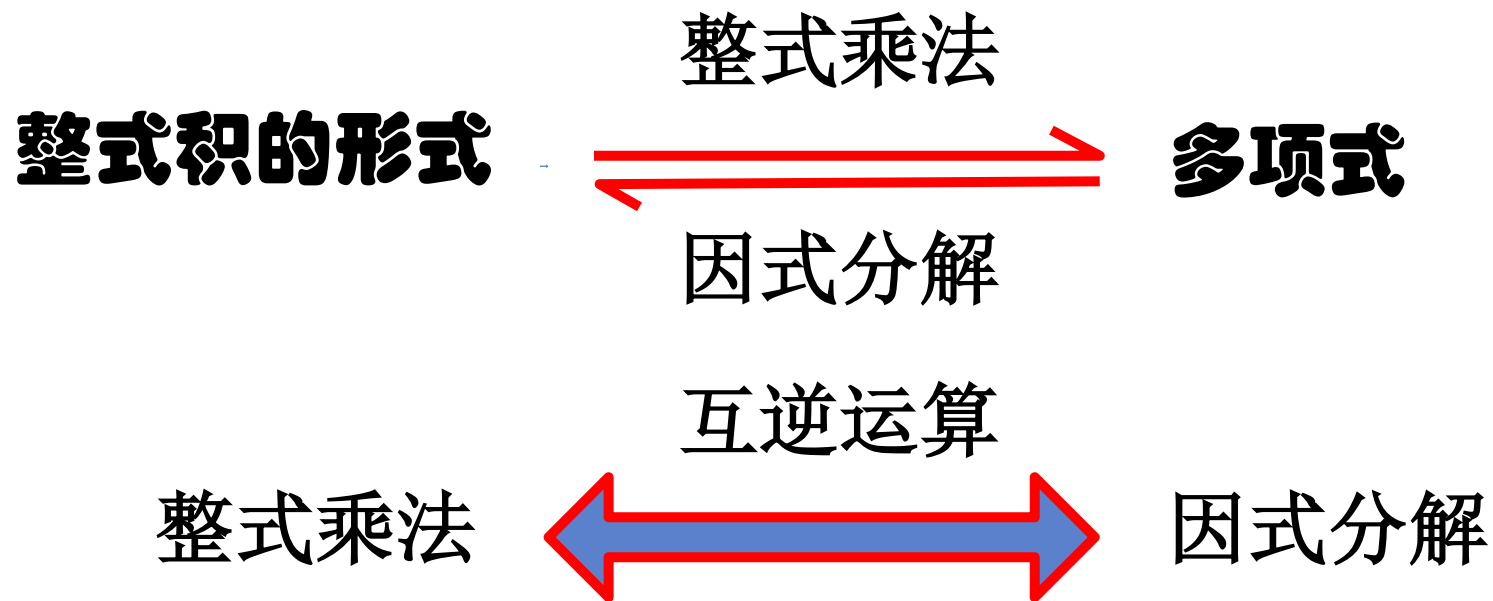 整式乘法
整式积的形式
多项式
因式分解
互逆运算
整式乘法
因式分解